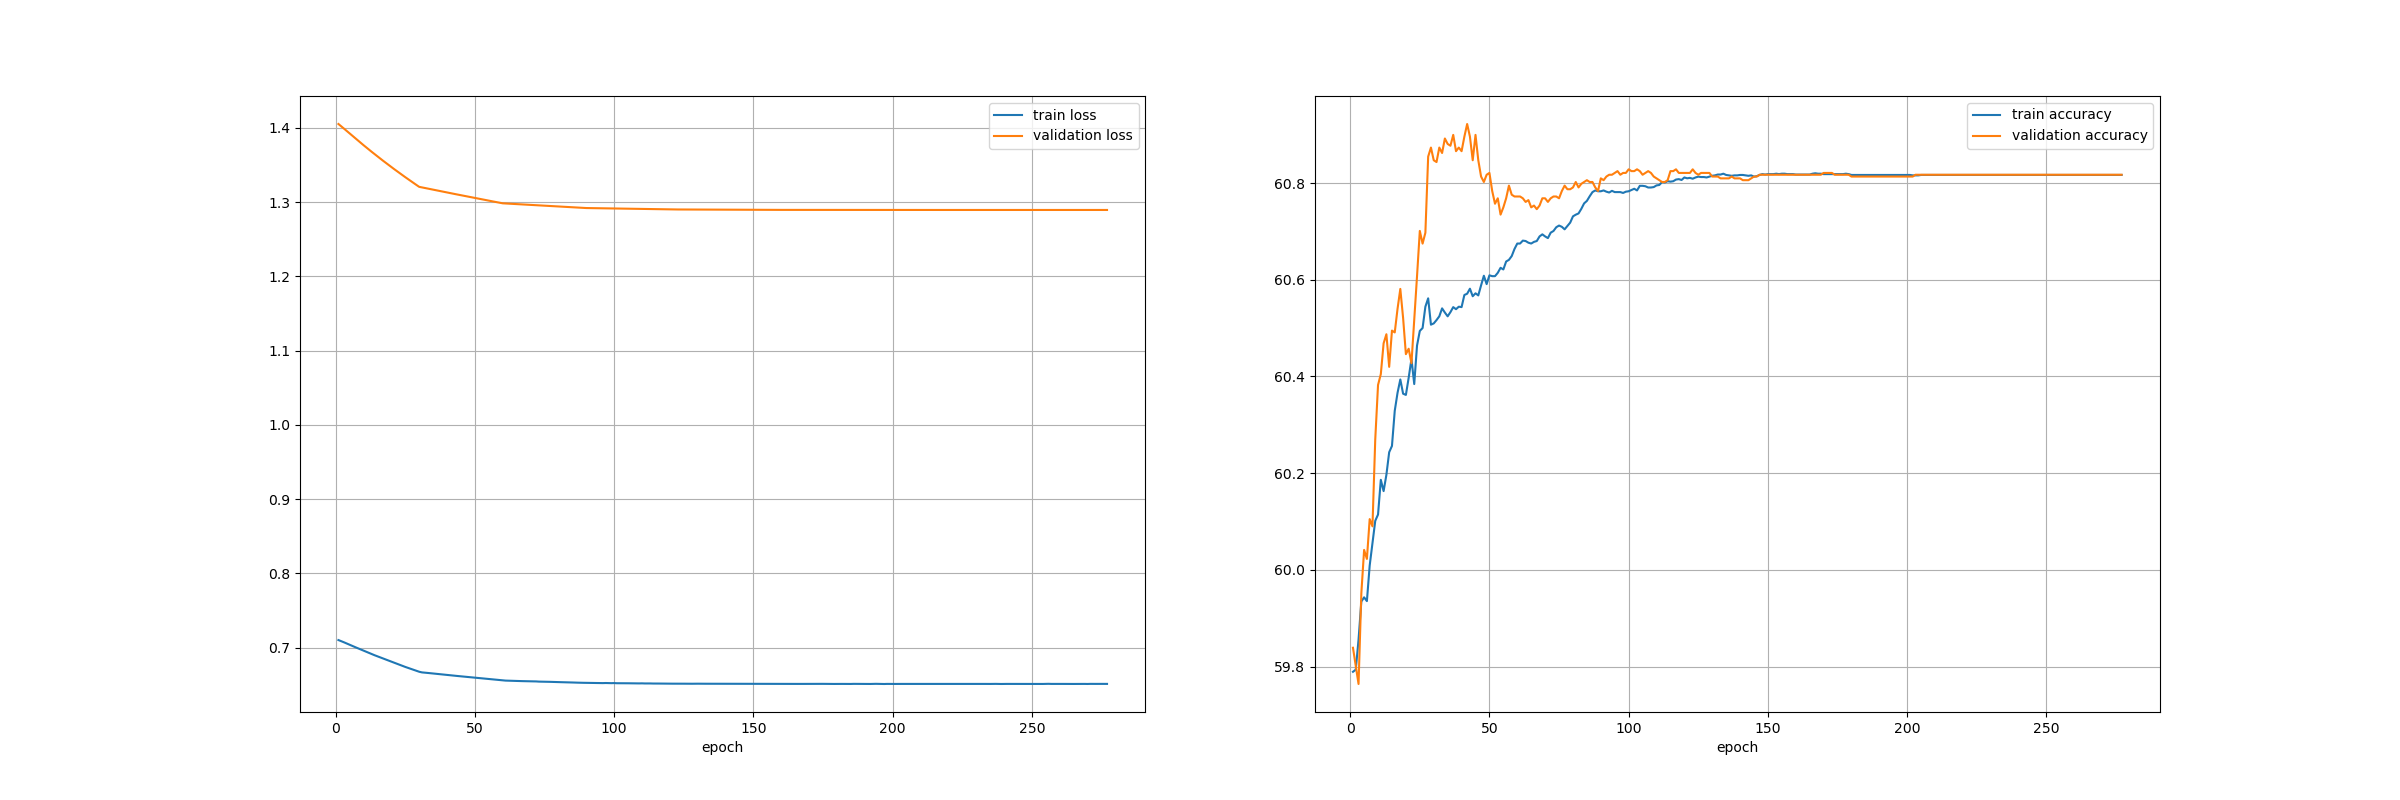 train loss
validation loss
1.4
1.3
1.2
1.1
1.0
0.9
0.8
0.7
0 50 100 150 200 250
epoch
train accuracy
validation accuracy
60.8
60.6
60.4
60.2
60.0
59.8
0 50 100 150 200 250
epoch